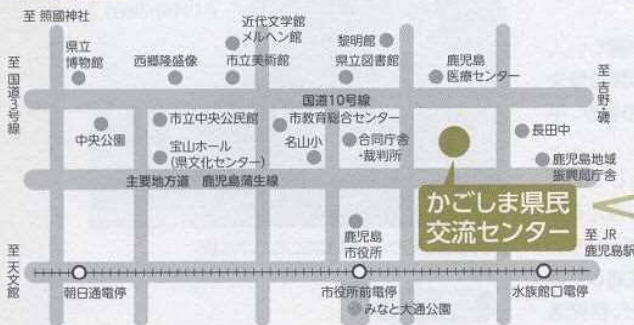 至 照國神社
近代文学館
メルヘン館
黎明館
県立
博物館
西郷隆盛像
市立美術館
県立図書館
鹿児島
医療センター
至 国道3号線
国道10号線
至 吉野・磯
中央公園
市立中央公民館
市教育総合センター
宝山ホール
(県文化センター)
名山小
合同庁舎
・裁判所
長田中
鹿児島地域
振興局庁舎
主要地方道 鹿児島蒲生線
かごしま県民
交流センター
鹿児島
市役所
至 天文館
至 JR
鹿児島駅
朝日通電停
市役所前電停
水族館口電停
みなと大通公園